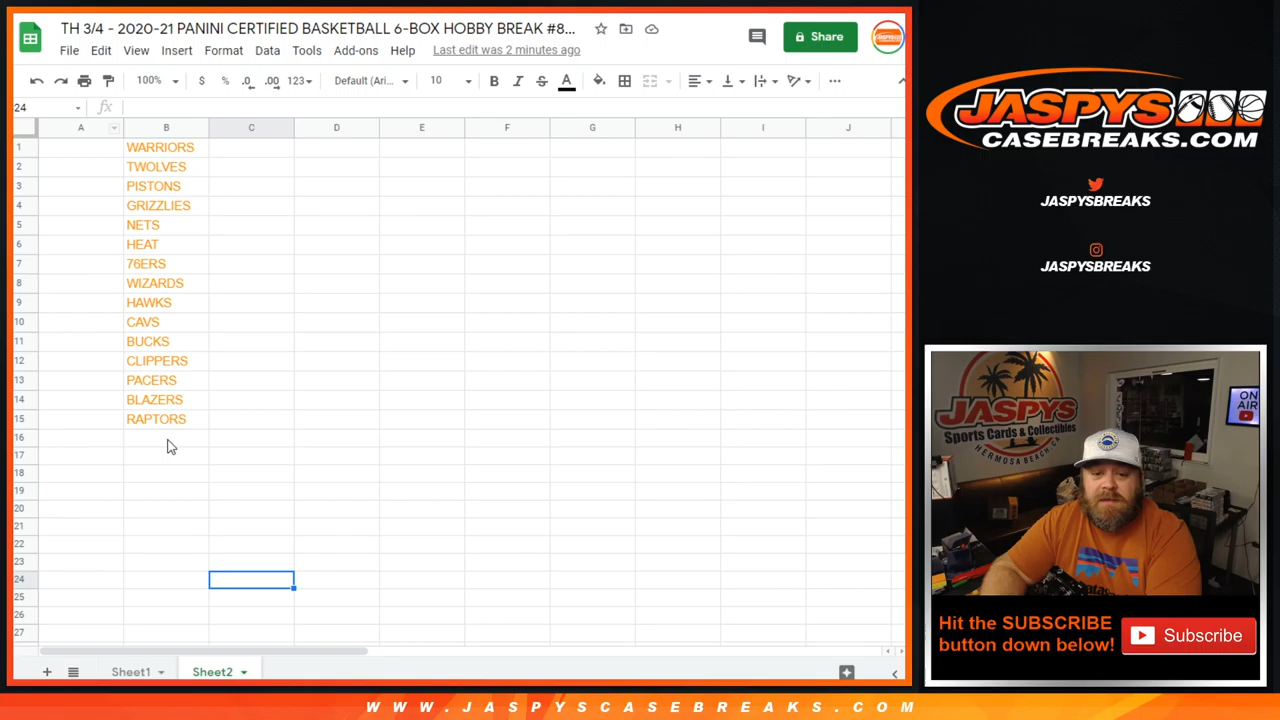 TH 3/4 - 2020-21 PANINI CERTIFIED BASKETBALL 6-BOX HOBBY BREAK #8...
File Edit View Insert Format Data Tools Add-ons Help Last edit was 2 minutes ago
Share
100% $ % .0 .00 123 Default (Ari... 10 B I S A
24 fx
A B C D E F G H I J
1 WARRIORS
2 TWOLVES
3 PISTONS
4 GRIZZLIES
5 NETS
6 HEAT
7 76ERS
8 WIZARDS
9 HAWKS
10 CAVS
11 BUCKS
12 CLIPPERS
13 PACERS
14 BLAZERS
15 RAPTORS
16
17
18
19
20
21
22
23
24
25
26
27
Sheet1 Sheet2
JASPYS
CASEBREAKS.COM
JASPYSBREAKS
JASPYSBREAKS
JASPYS
Sports Cards & Collectibles
HERMOSA BEACH, CA
ON
AIR
Hit the SUBSCRIBE
button down below!
Subscribe
WWW.JASPYSCASEBREAKS.COM